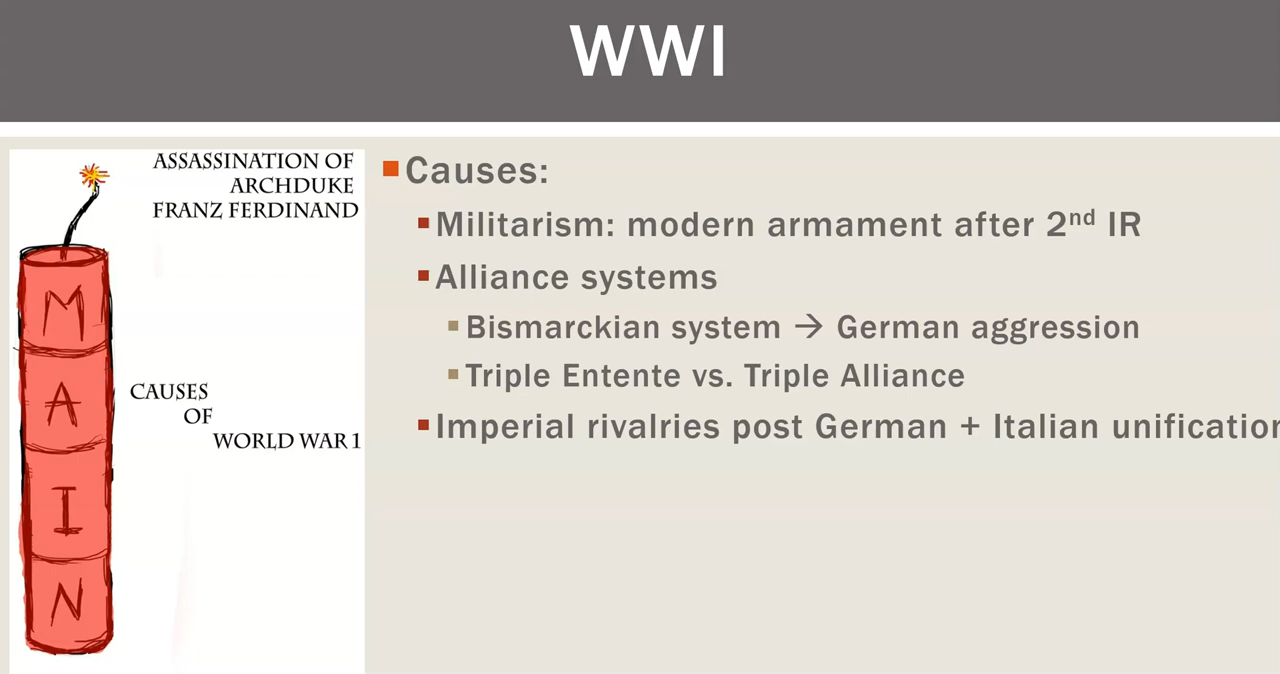 WWI
ASSASSINATION OF
ARCHDUKE
FRANZ FERDINAND
M
A
I
N
CAUSES
OF
WORLD WAR 1
Causes:
Militarism: modern armament after 2nd IR
Alliance systems
Bismarckian system → German aggression
Triple Entente vs. Triple Alliance
Imperial rivalries post German + Italian unification